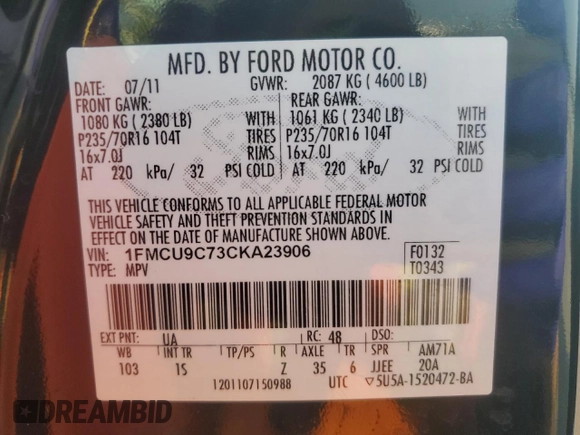 MFD. BY FORD MOTOR CO.
DATE: 07/11 GVWR: 2087 KG ( 4600 LB)
FRONT GAWR: REAR GAWR:
1080 KG ( 2380 LB) WITH 1061 KG ( 2340 LB) WITH
P235/70R16 104T TIRES P235/70R16 104T TIRES
16x7.0J RIMS 16x7.0J RIMS
AT 220 kPa/ 32 PSI COLD AT 220 kPa/ 32 PSI COLD
THIS VEHICLE CONFORMS TO ALL APPLICABLE FEDERAL MOTOR
VEHICLE SAFETY AND THEFT PREVENTION STANDARDS IN
EFFECT ON THE DATE OF MANUFACTURE SHOWN ABOVE.
VIN: 1FMCU9C73CKA23906 F0132
TYPE: MPV T0343
EXT PNT: UA RC: 48 DSO:
WB INT TR TP/PS R AXLE TR SPR AM71A
103 1S Z 35 6 JJEE 20A
1201107150988 UTC ▽5U5A-1520472-BA
DREAMBID